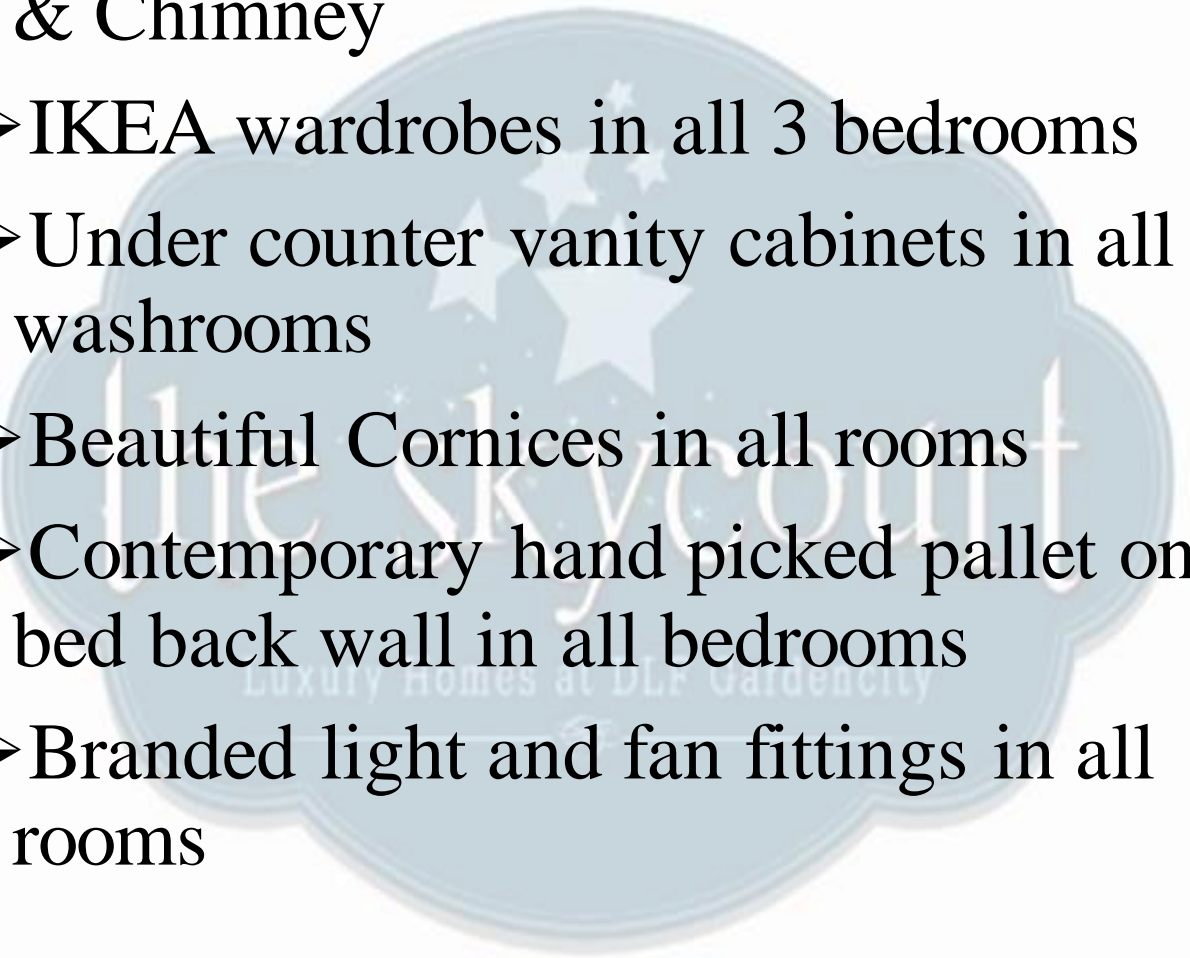 & Chimney
➢IKEA wardrobes in all 3 bedrooms
➢Under counter vanity cabinets in all
washrooms
➢Beautiful Cornices in all rooms
the skycourt
➢Contemporary hand picked pallet on
bed back wall in all bedrooms
Luxury Homes at DLF Gardencity
➢Branded light and fan fittings in all
rooms